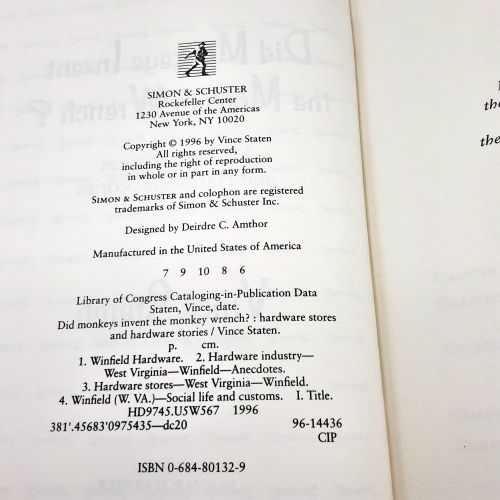 SIMON & SCHUSTER
Rockefeller Center
1230 Avenue of the Americas
New York, NY 10020
Copyright © 1996 by Vince Staten
All rights reserved,
including the right of reproduction
in whole or in part in any form.
SIMON & SCHUSTER and colophon are registered
trademarks of Simon & Schuster Inc.
Designed by Deirdre C. Amthor
Manufactured in the United States of America
7 9 10 8 6
Library of Congress Cataloging-in-Publication Data
Staten, Vince, date.
Did monkeys invent the monkey wrench? : hardware stores
and hardware stories / Vince Staten.
p. cm.
1. Winfield Hardware. 2. Hardware industry—
West Virginia—Winfield—Anecdotes.
3. Hardware stores—West Virginia—Winfield.
4. Winfield (W. VA.)—Social life and customs. I. Title.
HD9745.U5W567 1996
381'.45683'0975435—dc20 96-14436
CIP
ISBN 0-684-80132-9